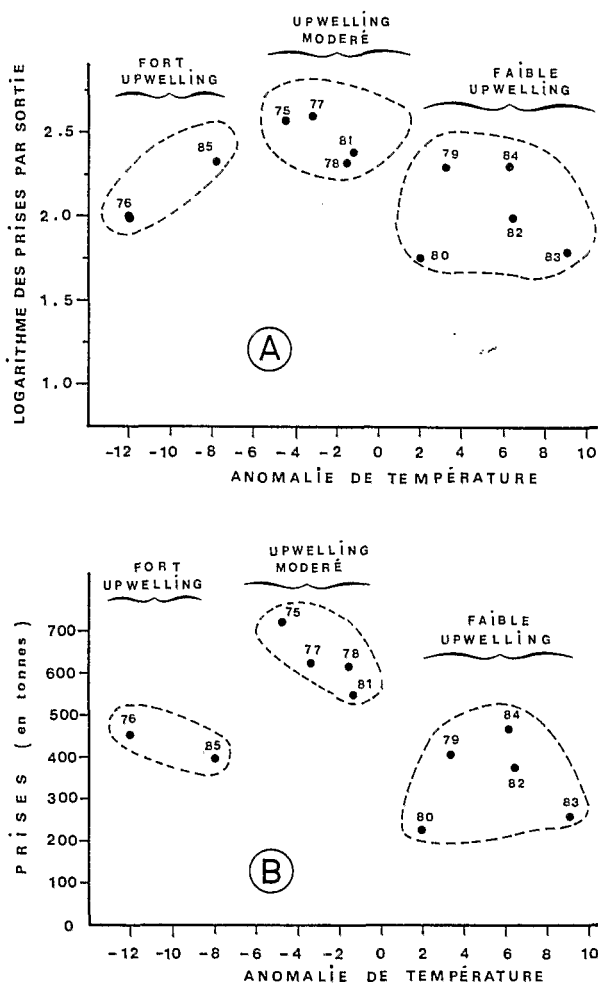 UPWELLING
MODERÉ
FORT
UPWELLING
FAIBLE
UPWELLING
LOGARITHME DES PRISES PAR SORTIE
2.5
2.0
1.5
1.0
75
77
85
81
78
76
79
84
82
80
83
A
-12 -10 -8 -6 -4 -2 0 2 4 6 8 10
ANOMALIE DE TEMPÉRATURE
UPWELLING
MODERÉ
FORT
UPWELLING
FAIBLE
UPWELLING
PRISES (en tonnes)
700
600
500
400
300
200
100
0
75
77
78
81
76
85
84
79
82
80
83
B
-12 -10 -8 -6 -4 -2 0 2 4 6 8 10
ANOMALIE DE TEMPÉRATURE